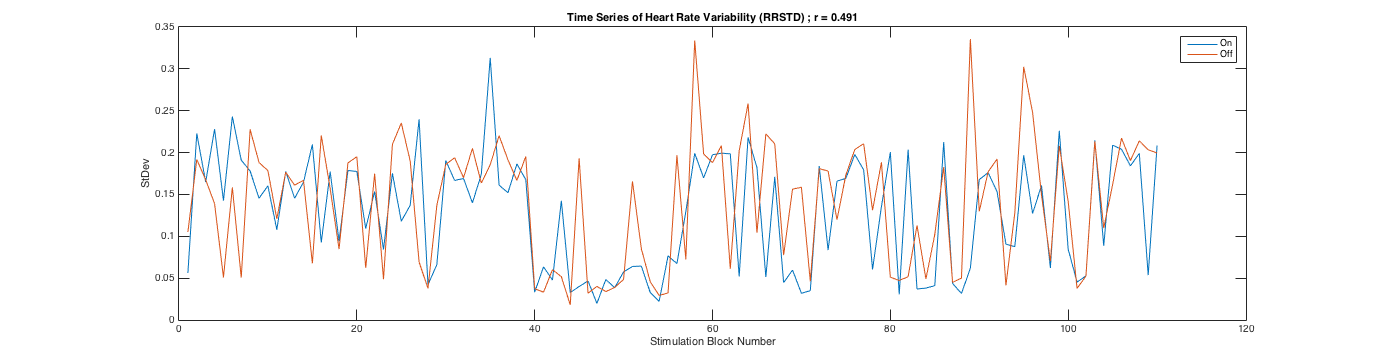 Time Series of Heart Rate Variability (RRSTD) ; r = 0.491
On
Off
StDev
0.35
0.3
0.25
0.2
0.15
0.1
0.05
0
0 20 40 60 80 100 120
Stimulation Block Number